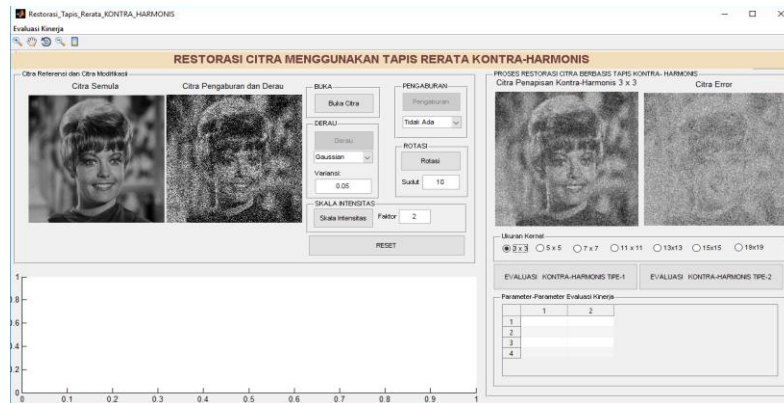 Restorasi_Tapis_Rerata_KONTRA_HARMONIS
Evaluasi Kinerja
RESTORASI CITRA MENGGUNAKAN TAPIS RERATA KONTRA-HARMONIS
Citra Referensi dan Citra Modifikasi
Citra Semula
Citra Pengaburan dan Derau
BUKA
Buka Citra
DERAU
Derau
Gaussian
Variansi:
0.05
PENGABURAN
Pengaburan
Tidak Ada
ROTASI
Rotasi
Sudut
10
SKALA INTENSITAS
Skala Intensitas
Faktor
2
RESET
PROSES RESTORASI CITRA BERBASIS TAPIS KONTRA- HARMONIS
Citra Penapisan Kontra-Harmonis 3 x 3
Citra Error
Ukuran Kernel
3 x 3
5 x 5
7 x 7
11 x 11
13x13
15x15
19x19
EVALUASI KONTRA-HARMONIS TIPE-1
EVALUASI KONTRA-HARMONIS TIPE-2
Parameter-Parameter Evaluasi Kinerja
1 2
1
2
3
4
1
0.8
0.6
0.4
0.2
0
0 0.1 0.2 0.3 0.4 0.5 0.6 0.7 0.8 0.9 1